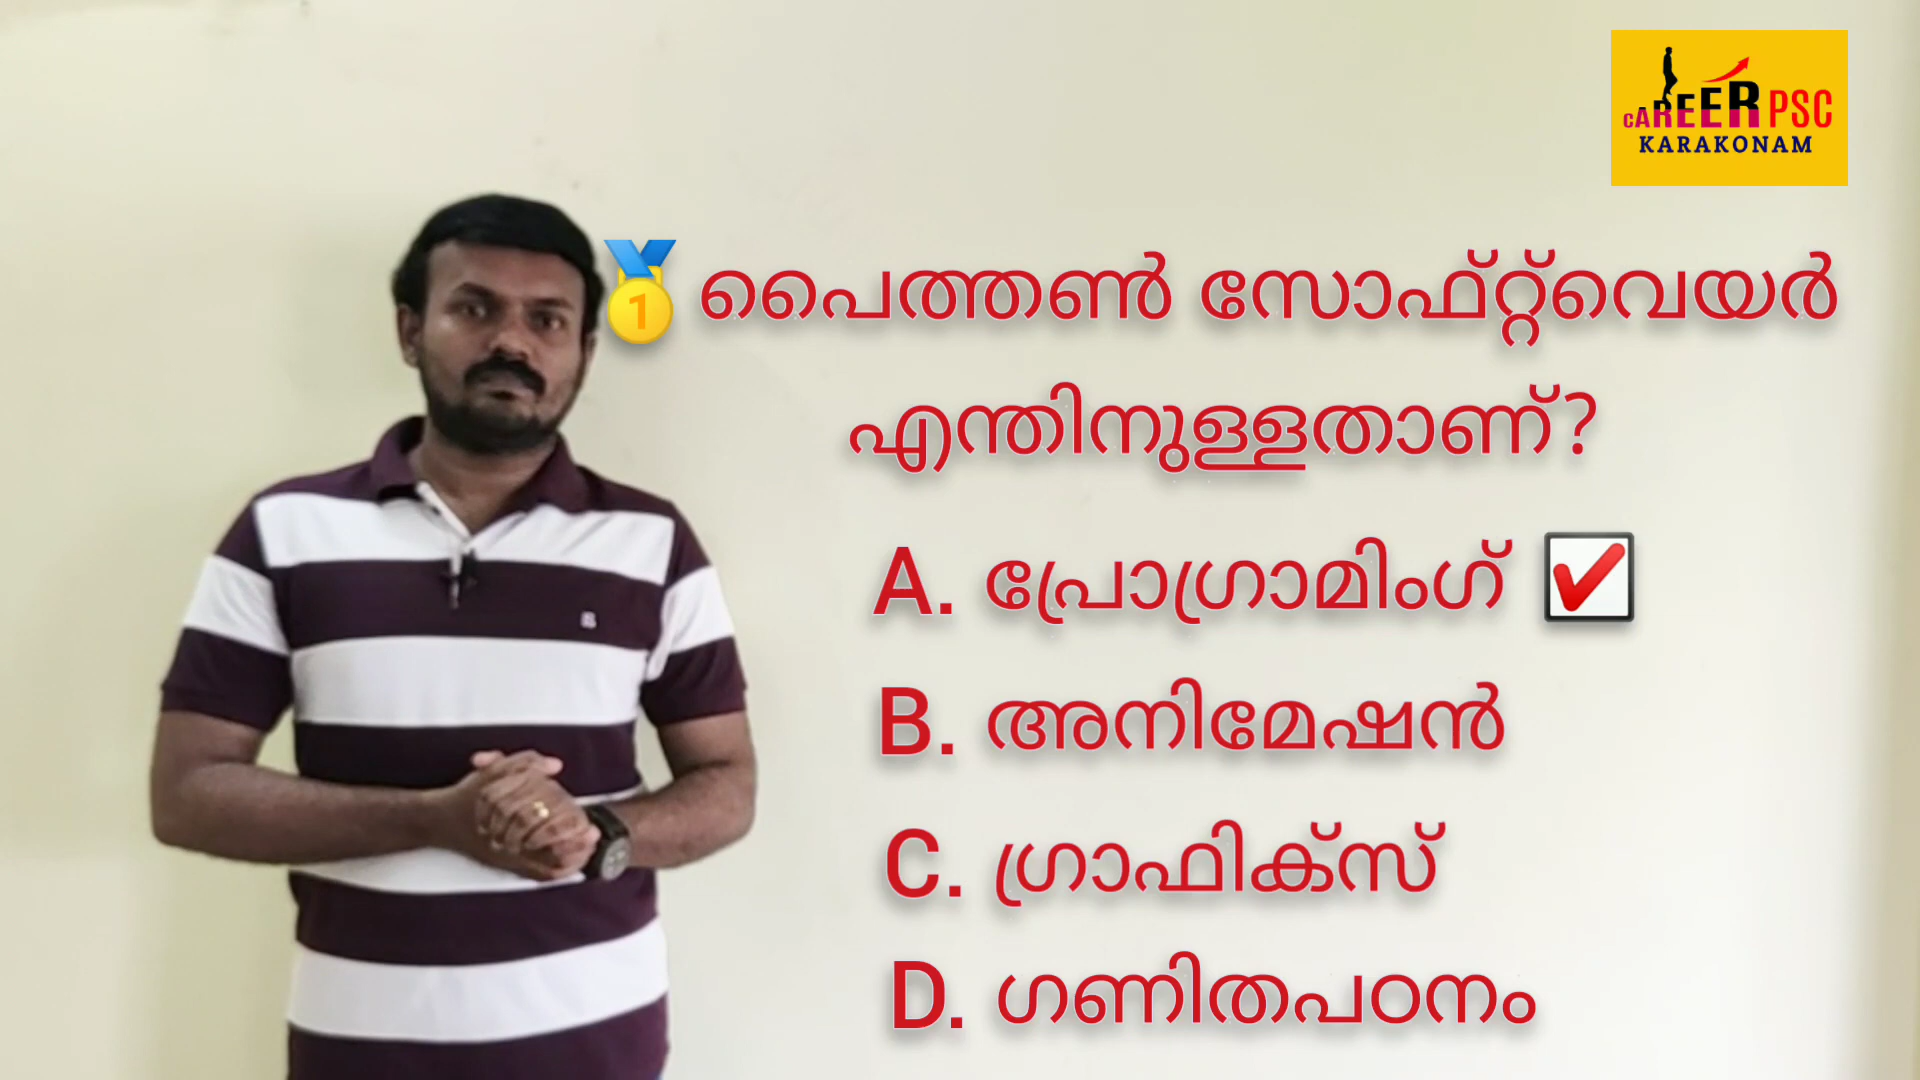 CAREER PSC
KARAKONAM
പൈത്തൺ സോഫ്റ്റ്‌വെയർ
എന്തിനുള്ളതാണ്?
A. പ്രോഗ്രാമിംഗ്
B. അനിമേഷൻ
C. ഗ്രാഫിക്സ്
D. ഗണിതപഠനം